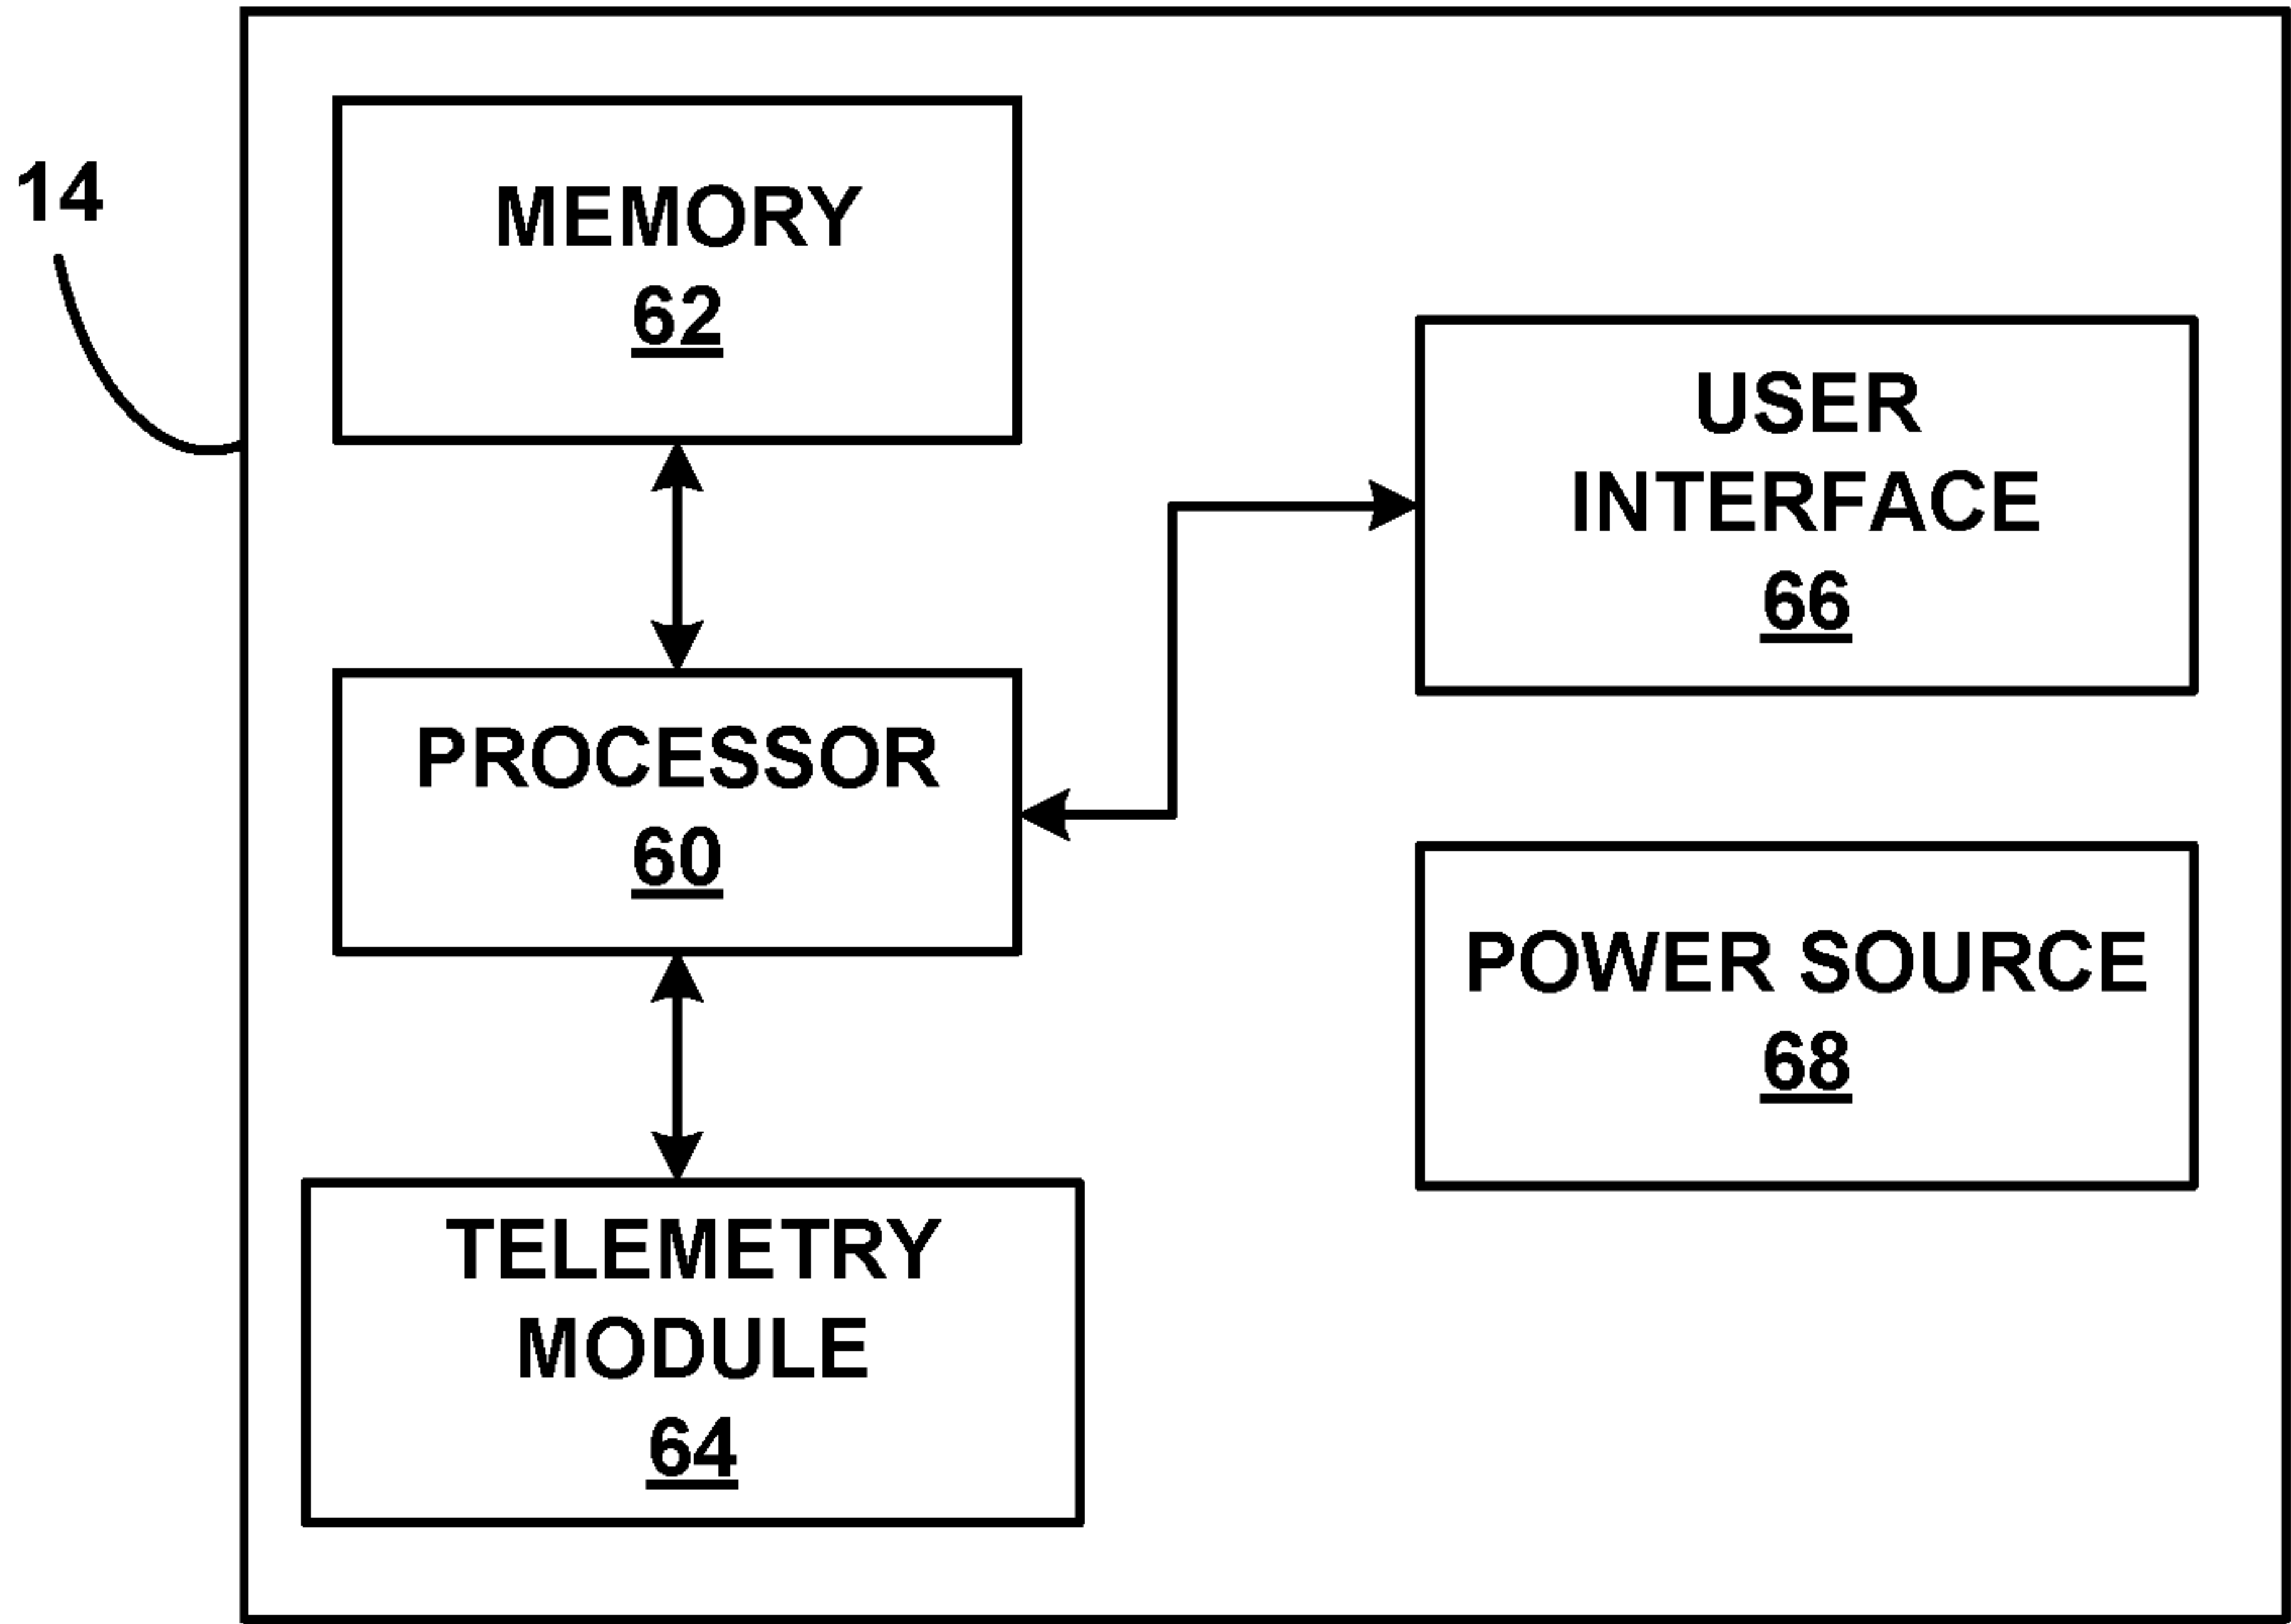 14
MEMORY
62
USER
INTERFACE
66
PROCESSOR
60
POWER SOURCE
68
TELEMETRY
MODULE
64